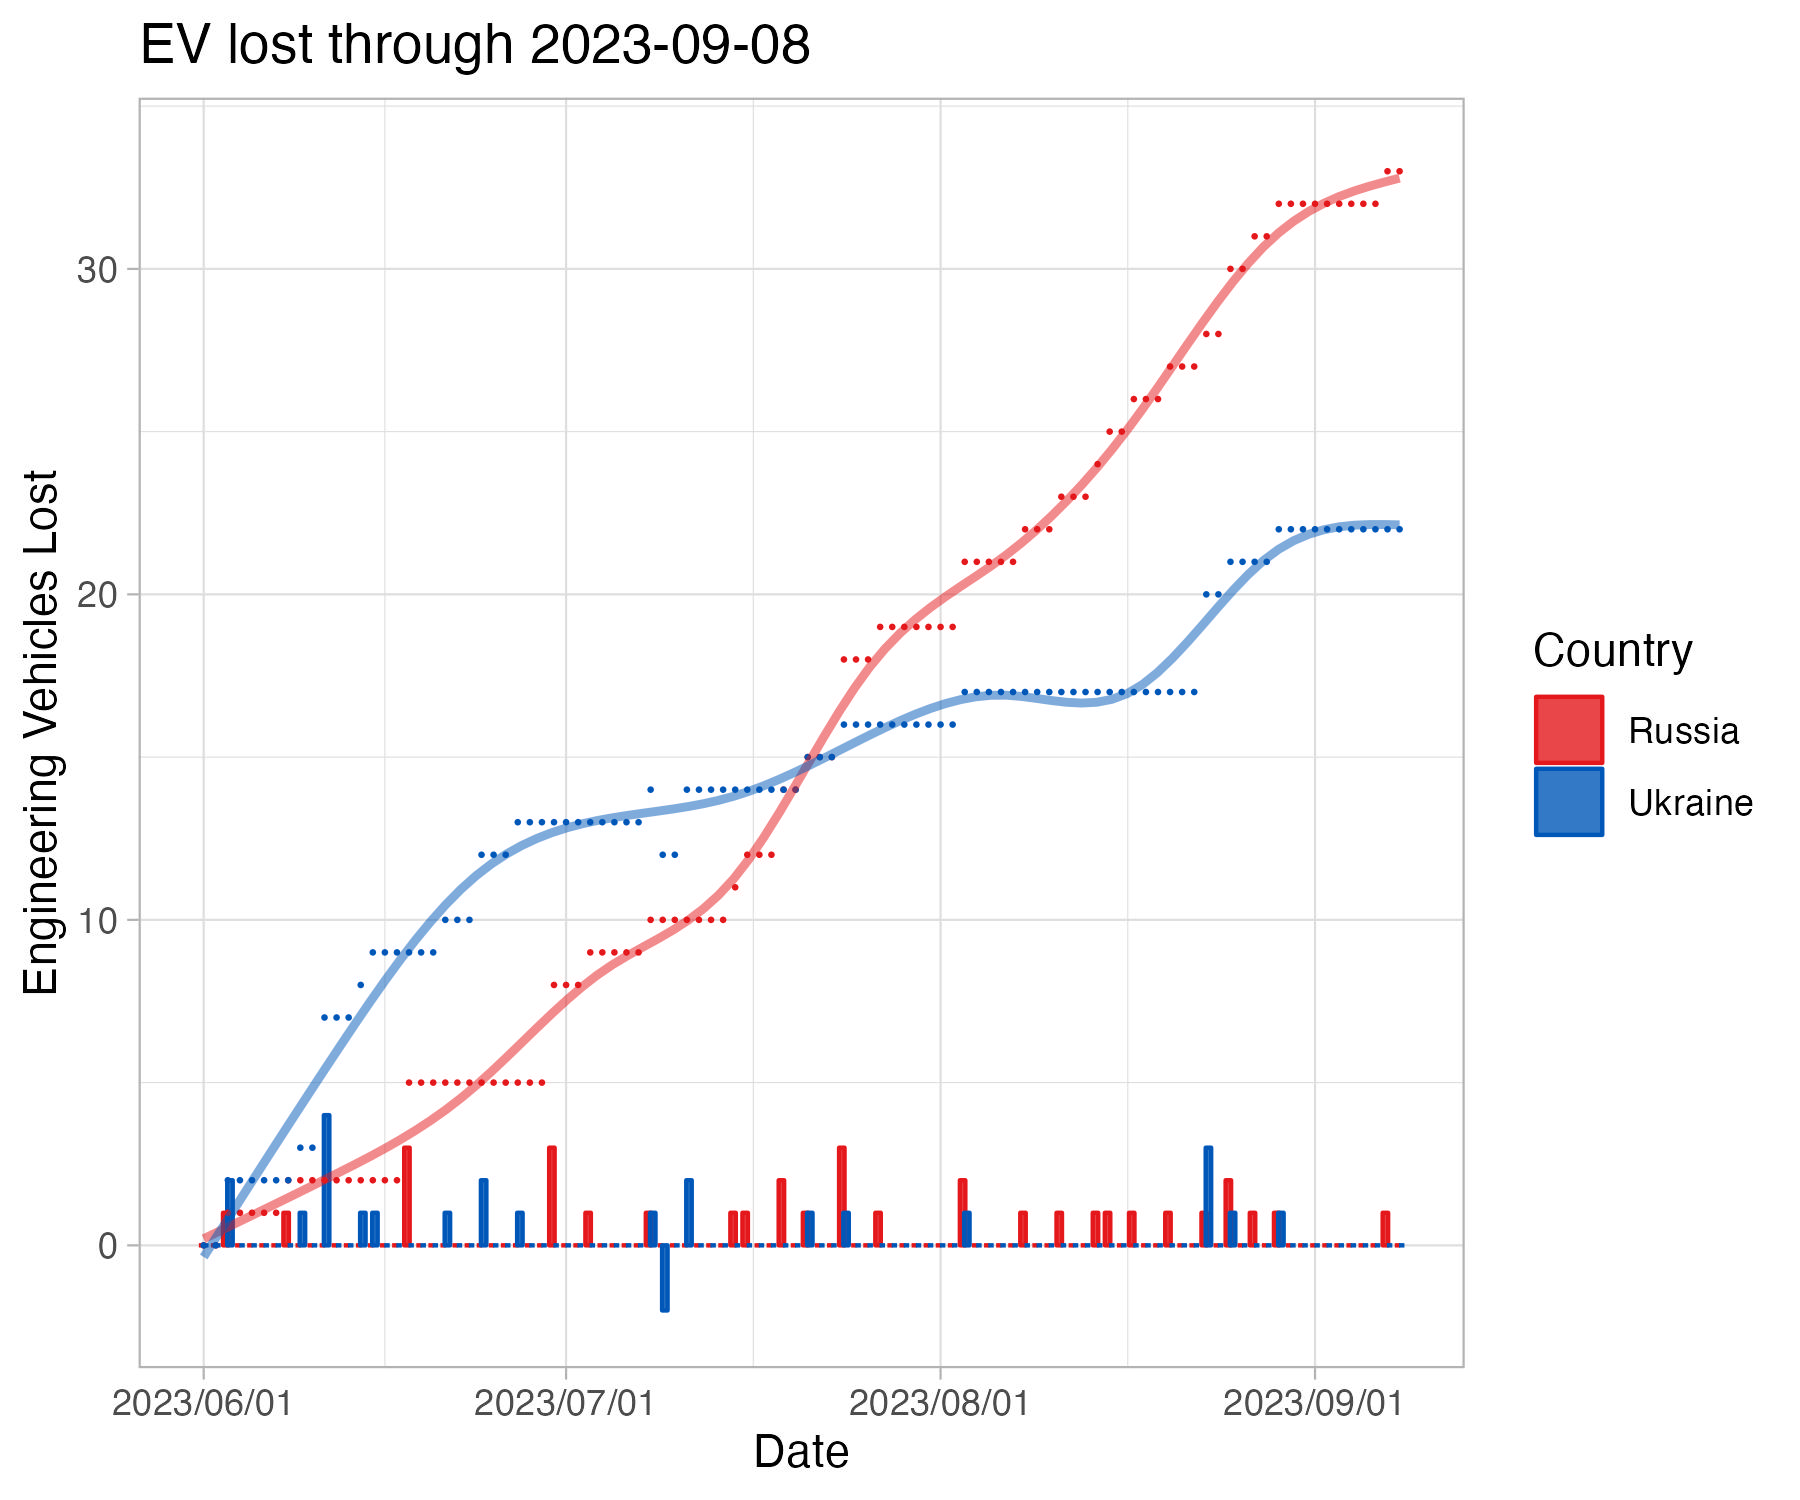 EV lost through 2023-09-08
Engineering Vehicles Lost
30
20
10
0
2023/06/01
2023/07/01
2023/08/01
2023/09/01
Date
Country
Russia
Ukraine